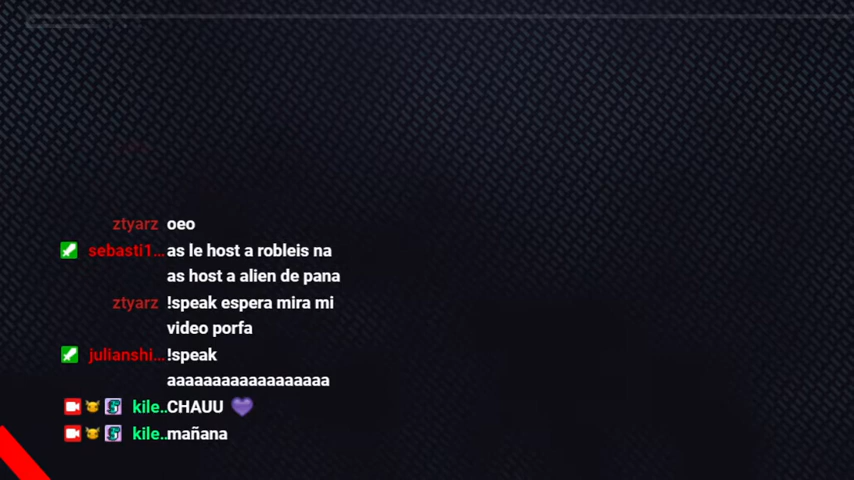 ztyarz oeo
sebasti1... as le host a robleis na
as host a alien de pana
ztyarz !speak espera mira mi
video porfa
julianshi... !speak
aaaaaaaaaaaaaaaaaa
kile.. CHAUU 💜
kile.. mañana